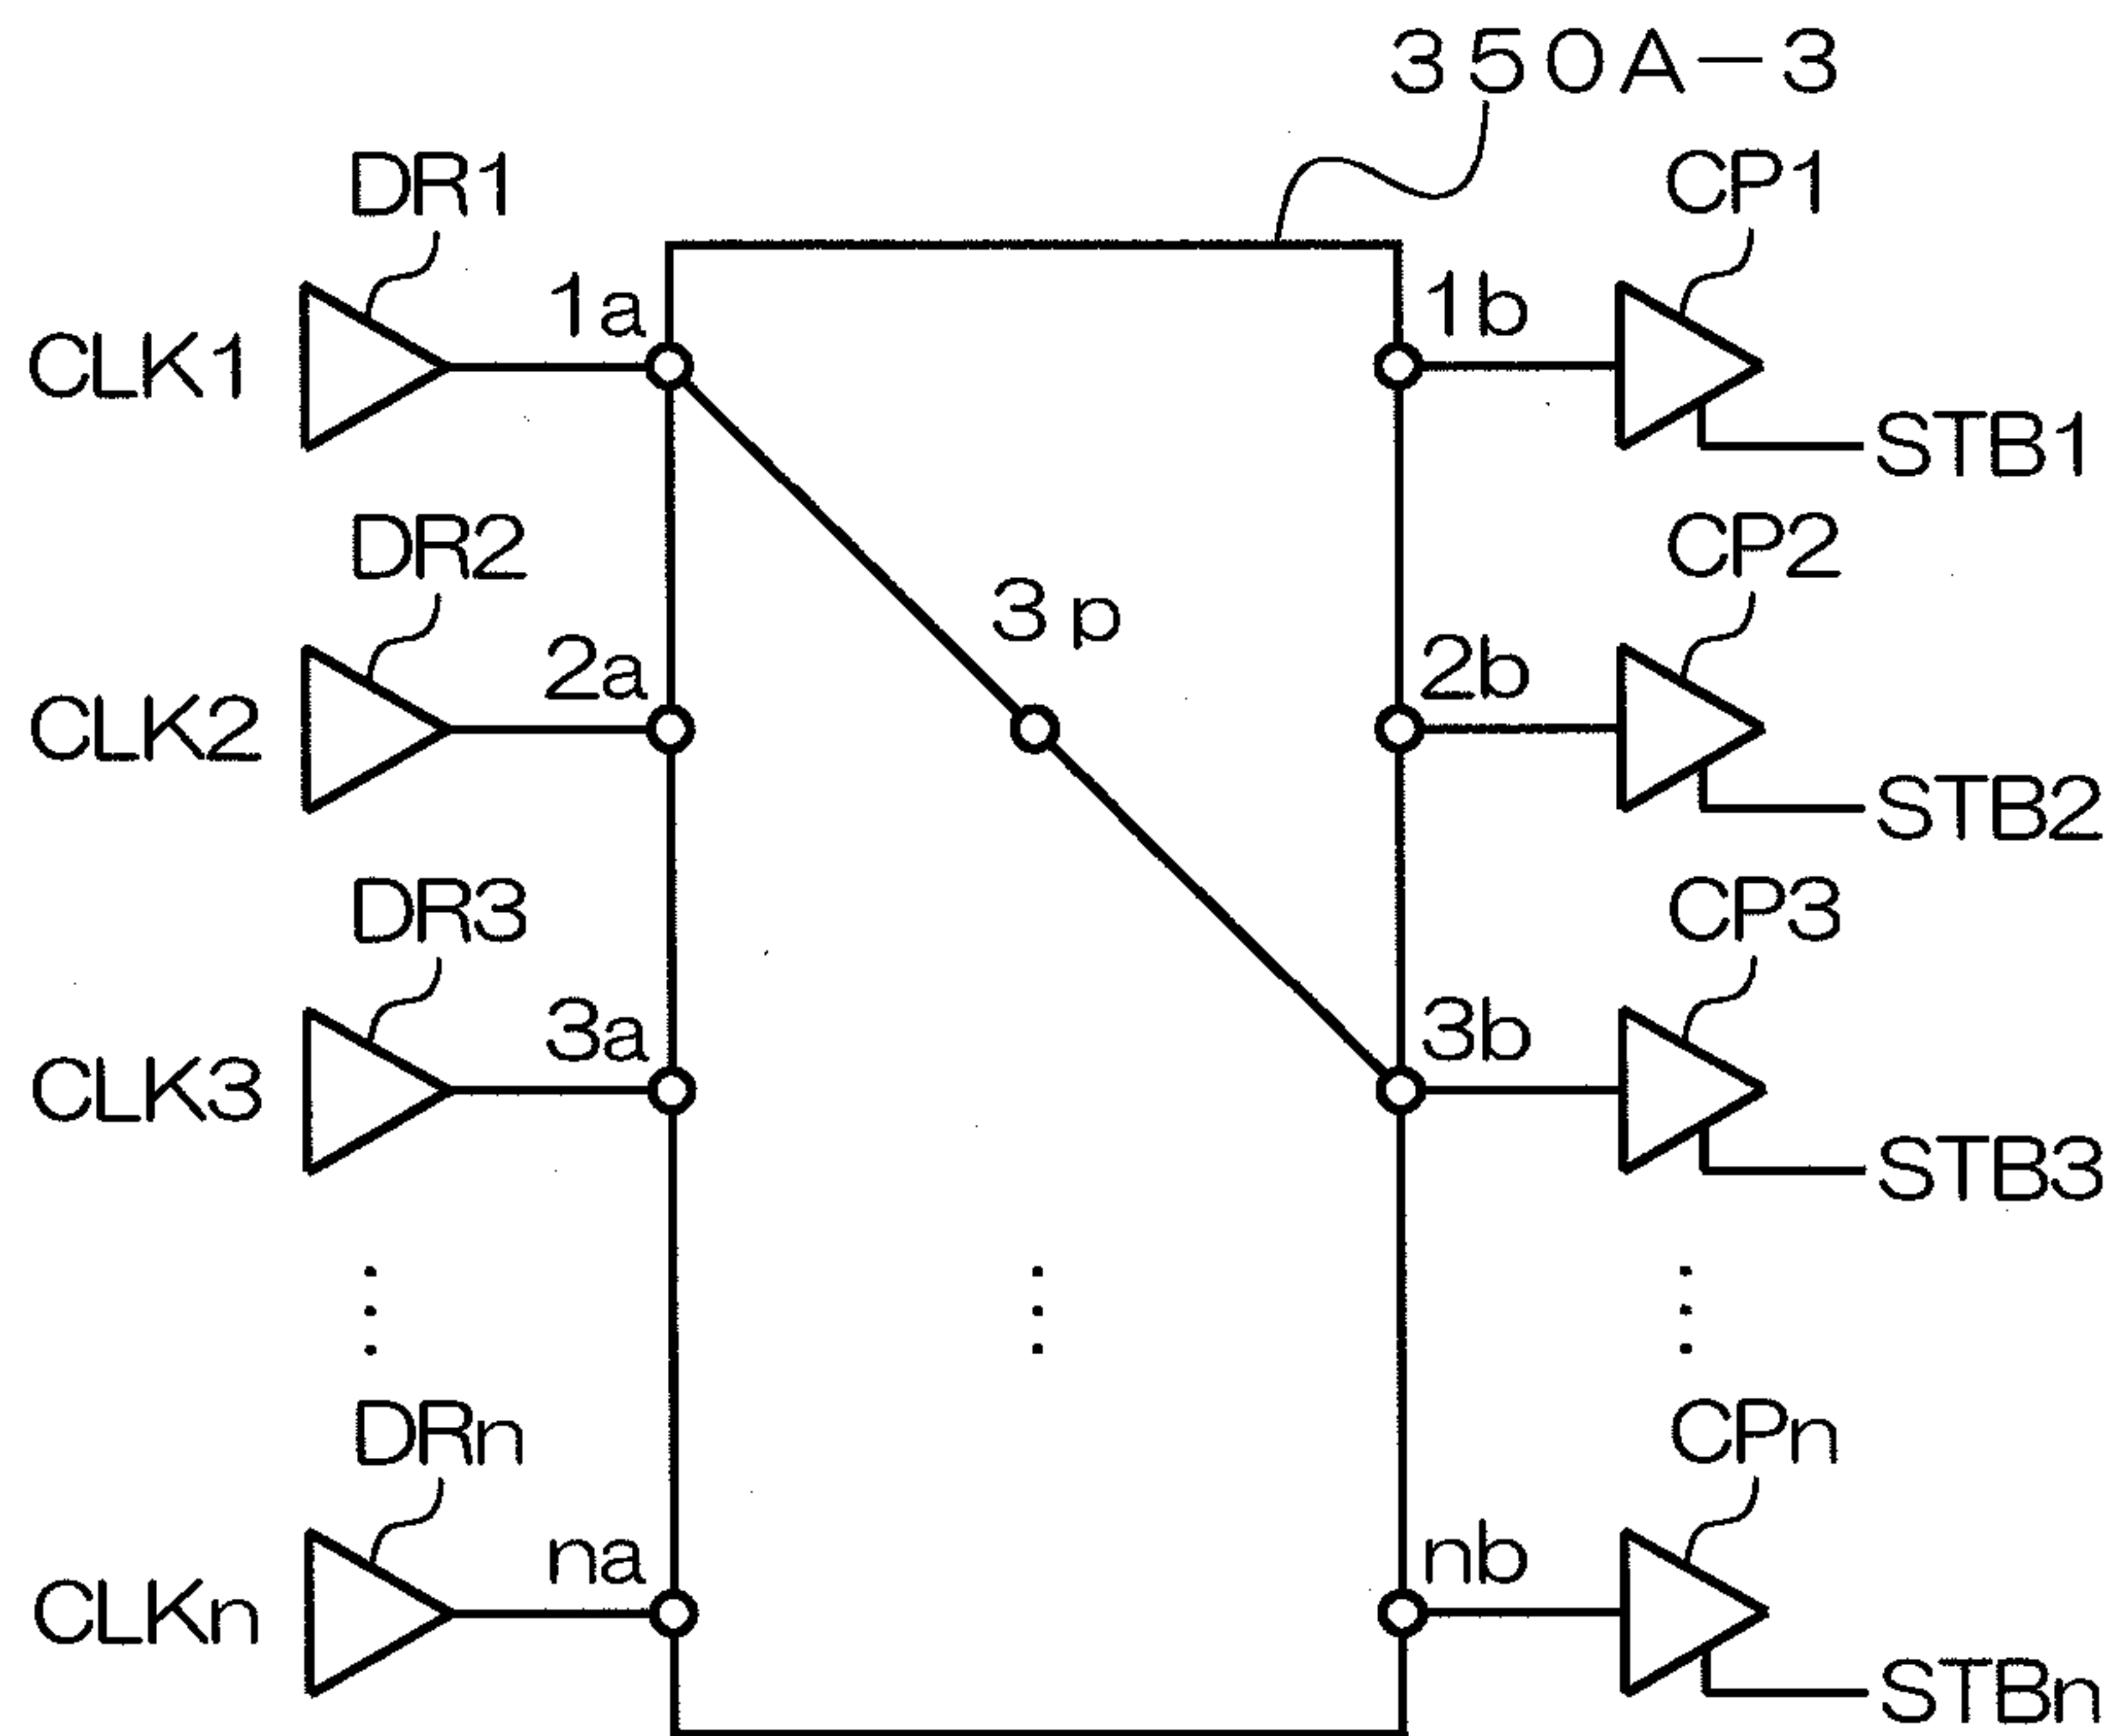 350A-3
DR1
CP1
1a
1b
CLK1
STB1
DR2
CP2
3p
2a
2b
CLK2
STB2
DR3
CP3
3a
3b
CLK3
STB3
DRn
CPn
na
nb
CLKn
STBn